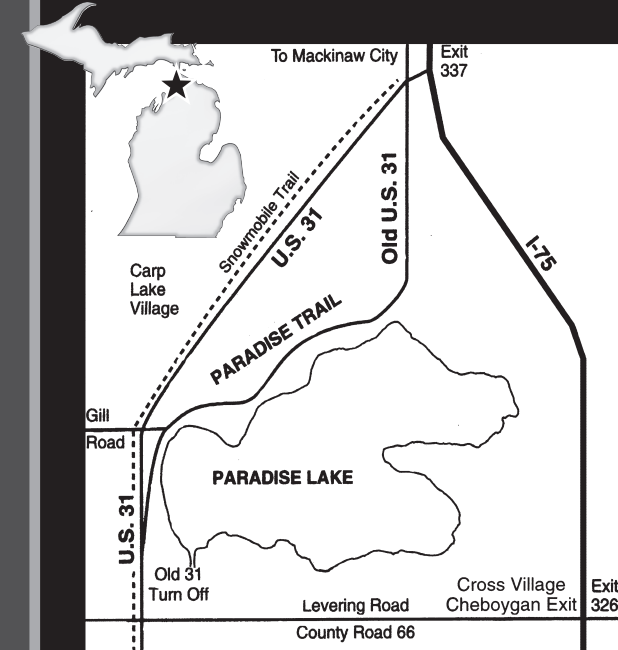 To Mackinaw City
Exit
337
Snowmobile Trail
U.S. 31
Old U.S. 31
I-75
Carp
Lake
Village
PARADISE TRAIL
Gill
Road
PARADISE LAKE
U.S. 31
Old 31
Turn Off
Cross Village
Cheboygan Exit
Exit
326
Levering Road
County Road 66